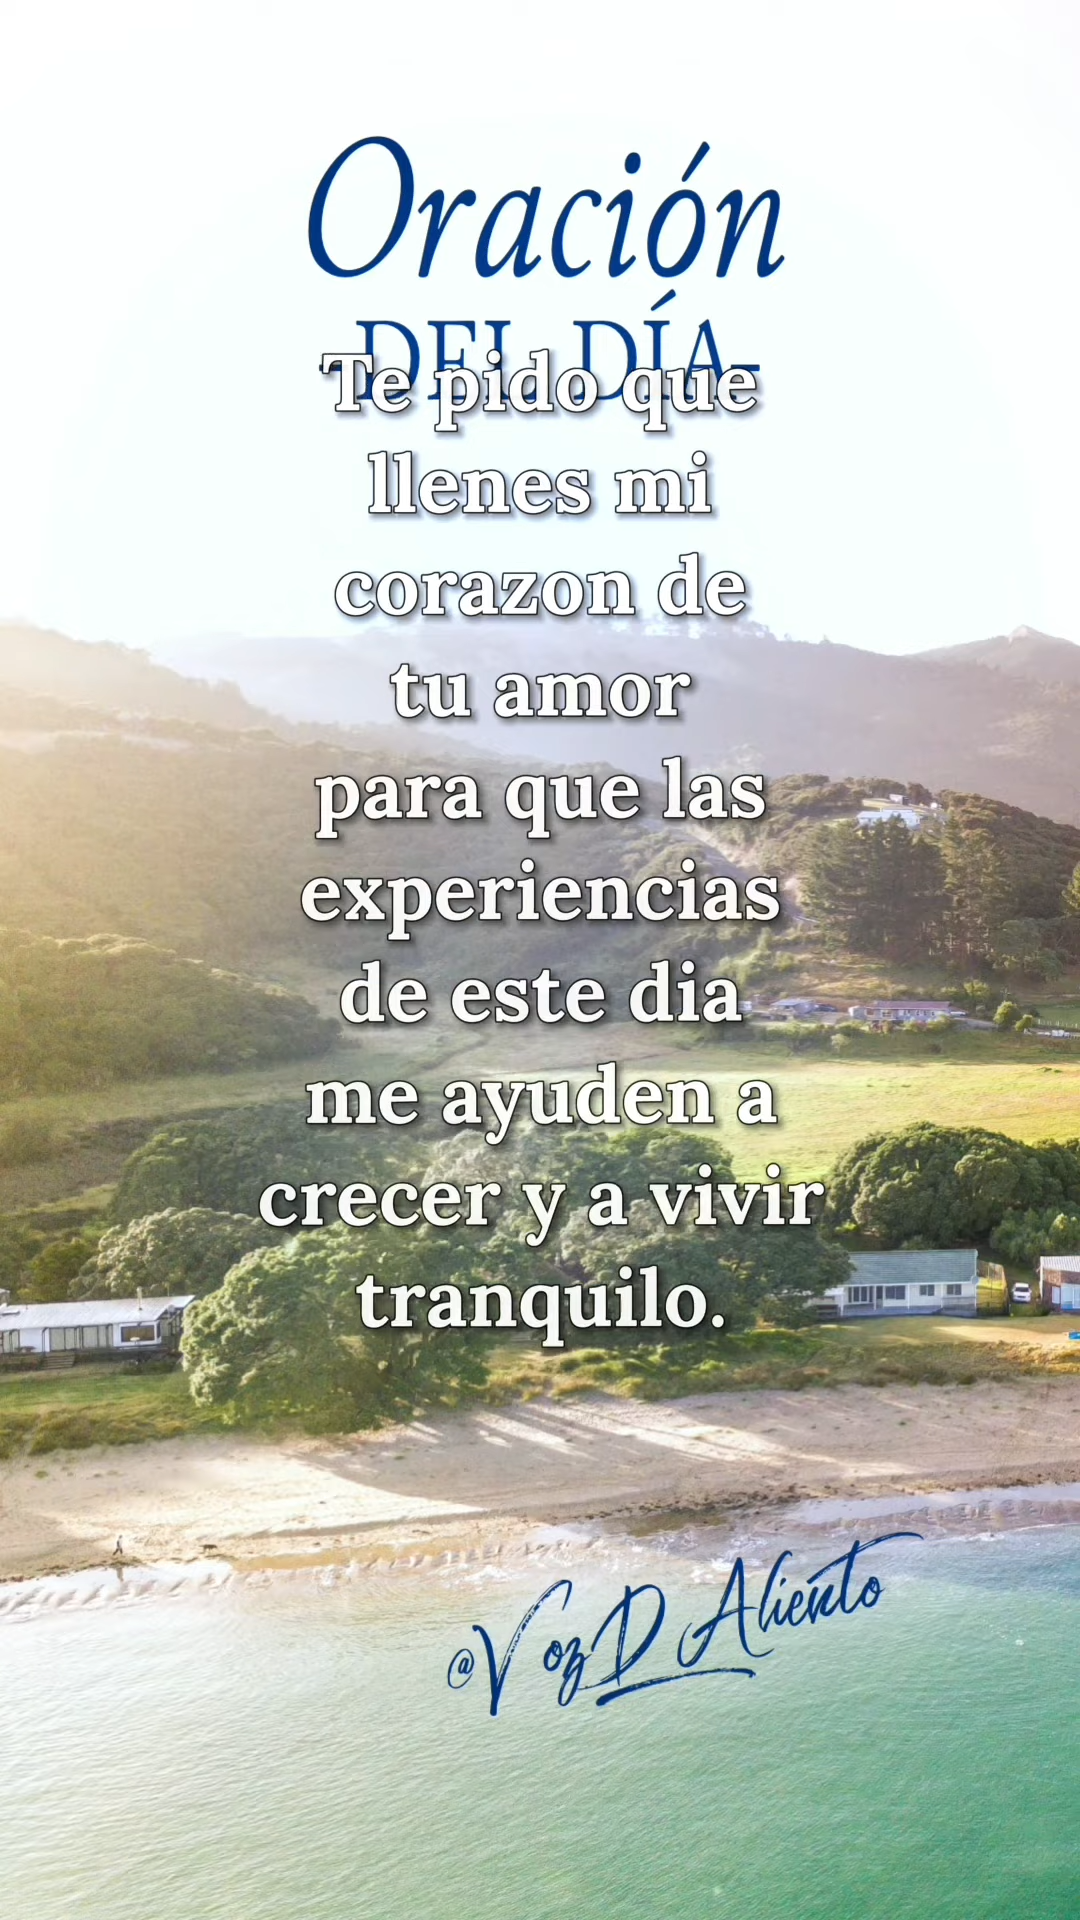 Oración
-DEL DÍA-
Te pido que
llenes mi
corazon de
tu amor
para que las
experiencias
de este dia
me ayuden a
crecer y a vivir
tranquilo.
@VozDAliento